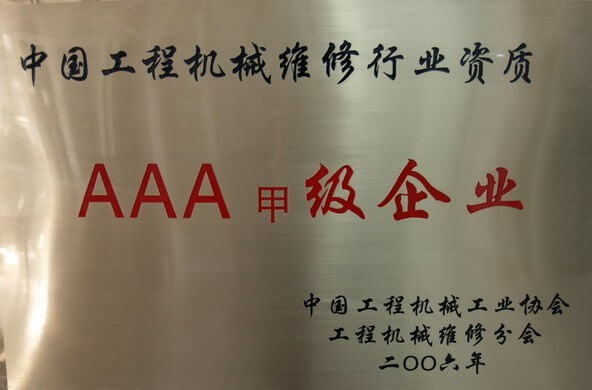 中国工程机械维修行业资质
AAA甲级企业
中国工程机械工业协会
工程机械维修分会
二〇〇六年